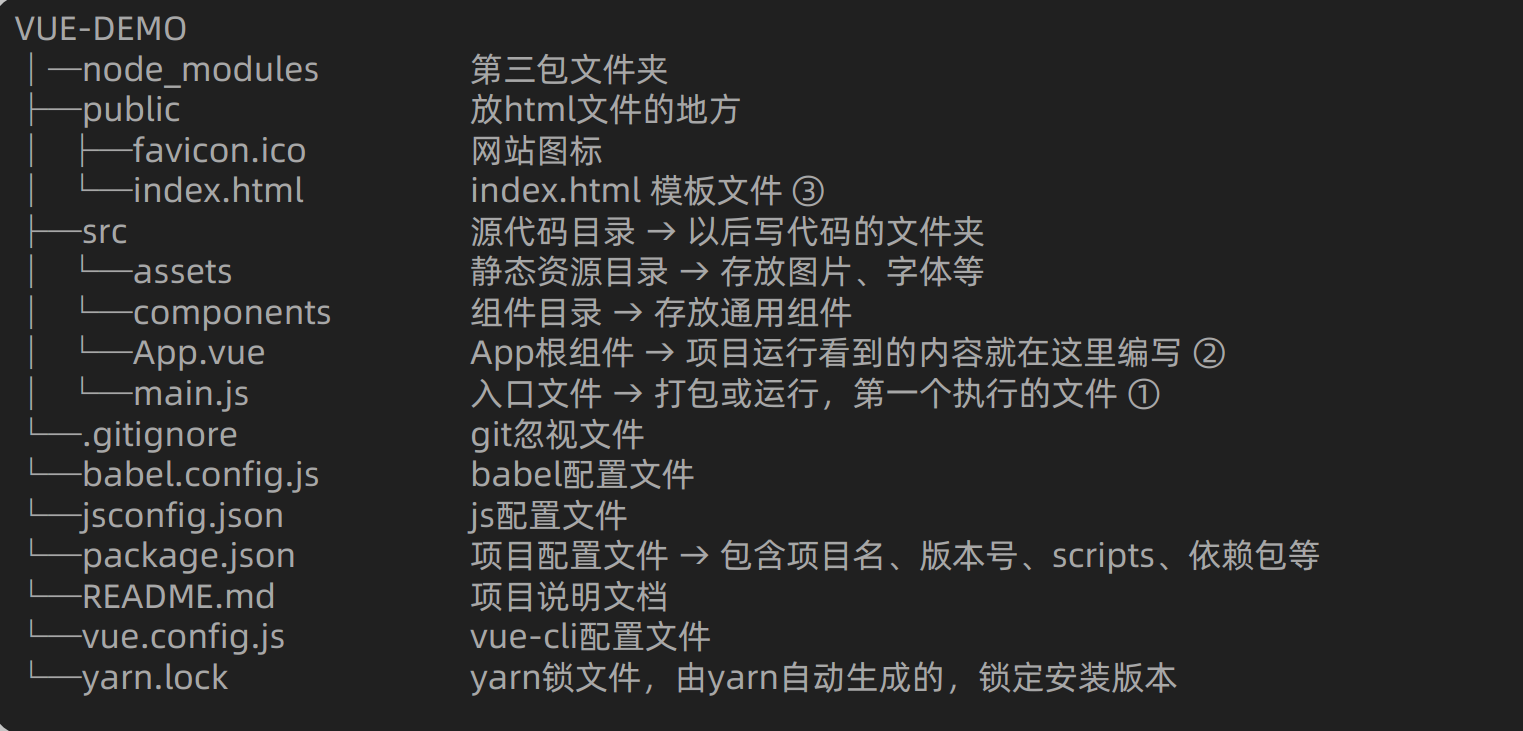 VUE-DEMO
│─node_modules 第三包文件夹
├──public 放html文件的地方
│ ├──favicon.ico 网站图标
│ └──index.html index.html 模板文件 ③
├──src 源代码目录 → 以后写代码的文件夹
│ └──assets 静态资源目录 → 存放图片、字体等
│ └──components 组件目录 → 存放通用组件
│ └──App.vue App根组件 → 项目运行看到的内容就在这里编写 ②
│ └──main.js 入口文件 → 打包或运行，第一个执行的文件 ①
└──.gitignore git忽视文件
└──babel.config.js babel配置文件
└──jsconfig.json js配置文件
└──package.json 项目配置文件 → 包含项目名、版本号、scripts、依赖包等
└──README.md 项目说明文档
└──vue.config.js vue-cli配置文件
└──yarn.lock yarn锁文件，由yarn自动生成的，锁定安装版本